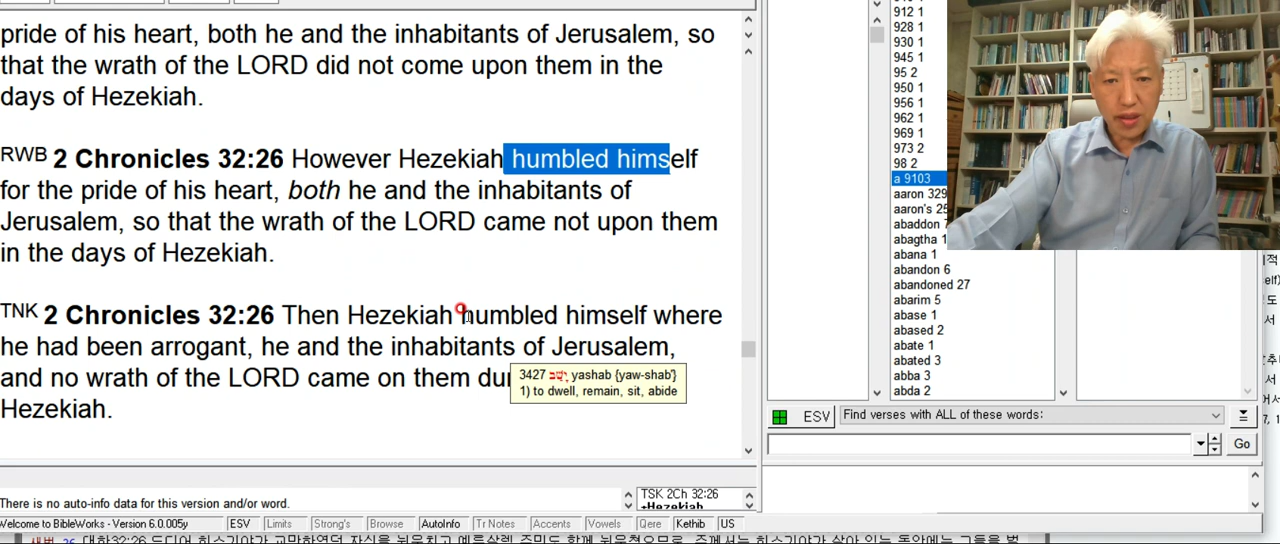 pride of his heart, both he and the inhabitants of Jerusalem, so
that the wrath of the LORD did not come upon them in the
days of Hezekiah.
RWB 2 Chronicles 32:26 However Hezekiah humbled himself
for the pride of his heart, both he and the inhabitants of
Jerusalem, so that the wrath of the LORD came not upon them
in the days of Hezekiah.
TNK 2 Chronicles 32:26 Then Hezekiah humbled himself where
he had been arrogant, he and the inhabitants of Jerusalem,
and no wrath of the LORD came on them
Hezekiah.
3427 יָשַׁב yashab {yaw-shab'}
1) to dwell, remain, sit, abide
There is no auto-info data for this version and/or word.
TSK 2Ch 32:26
+Hezekiah
Welcome to BibleWorks - Version 6.0.005y
ESV
Limits
Strong's
Browse
AutoInfo
Tr Notes
Accents
Vowels
Qere
Kethib
US
912 1
928 1
930 1
945 1
95 2
950 1
956 1
962 1
969 1
973 2
98 2
a 9103
aaron 329
aaron's
abaddon
abagtha 1
abana 1
abandon 6
abandoned 27
abarim 5
abase 1
abased 2
abate 1
abated 3
abba 3
abda 2
ESV
Find verses with ALL of these words:
Go